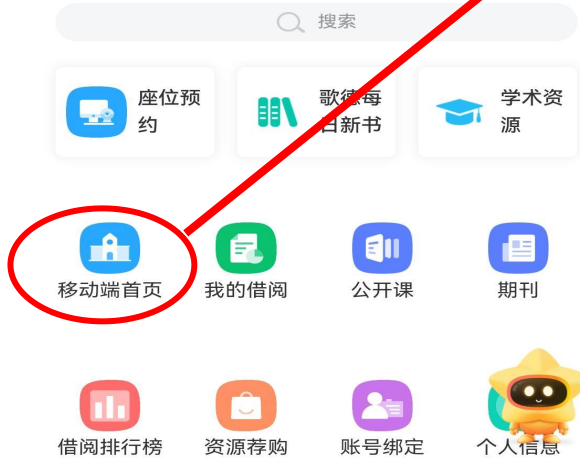 搜索
座位预
约
歌德每
日新书
学术资
源
移动端首页
我的借阅
公开课
期刊
借阅排行榜
资源荐购
账号绑定
个人信息